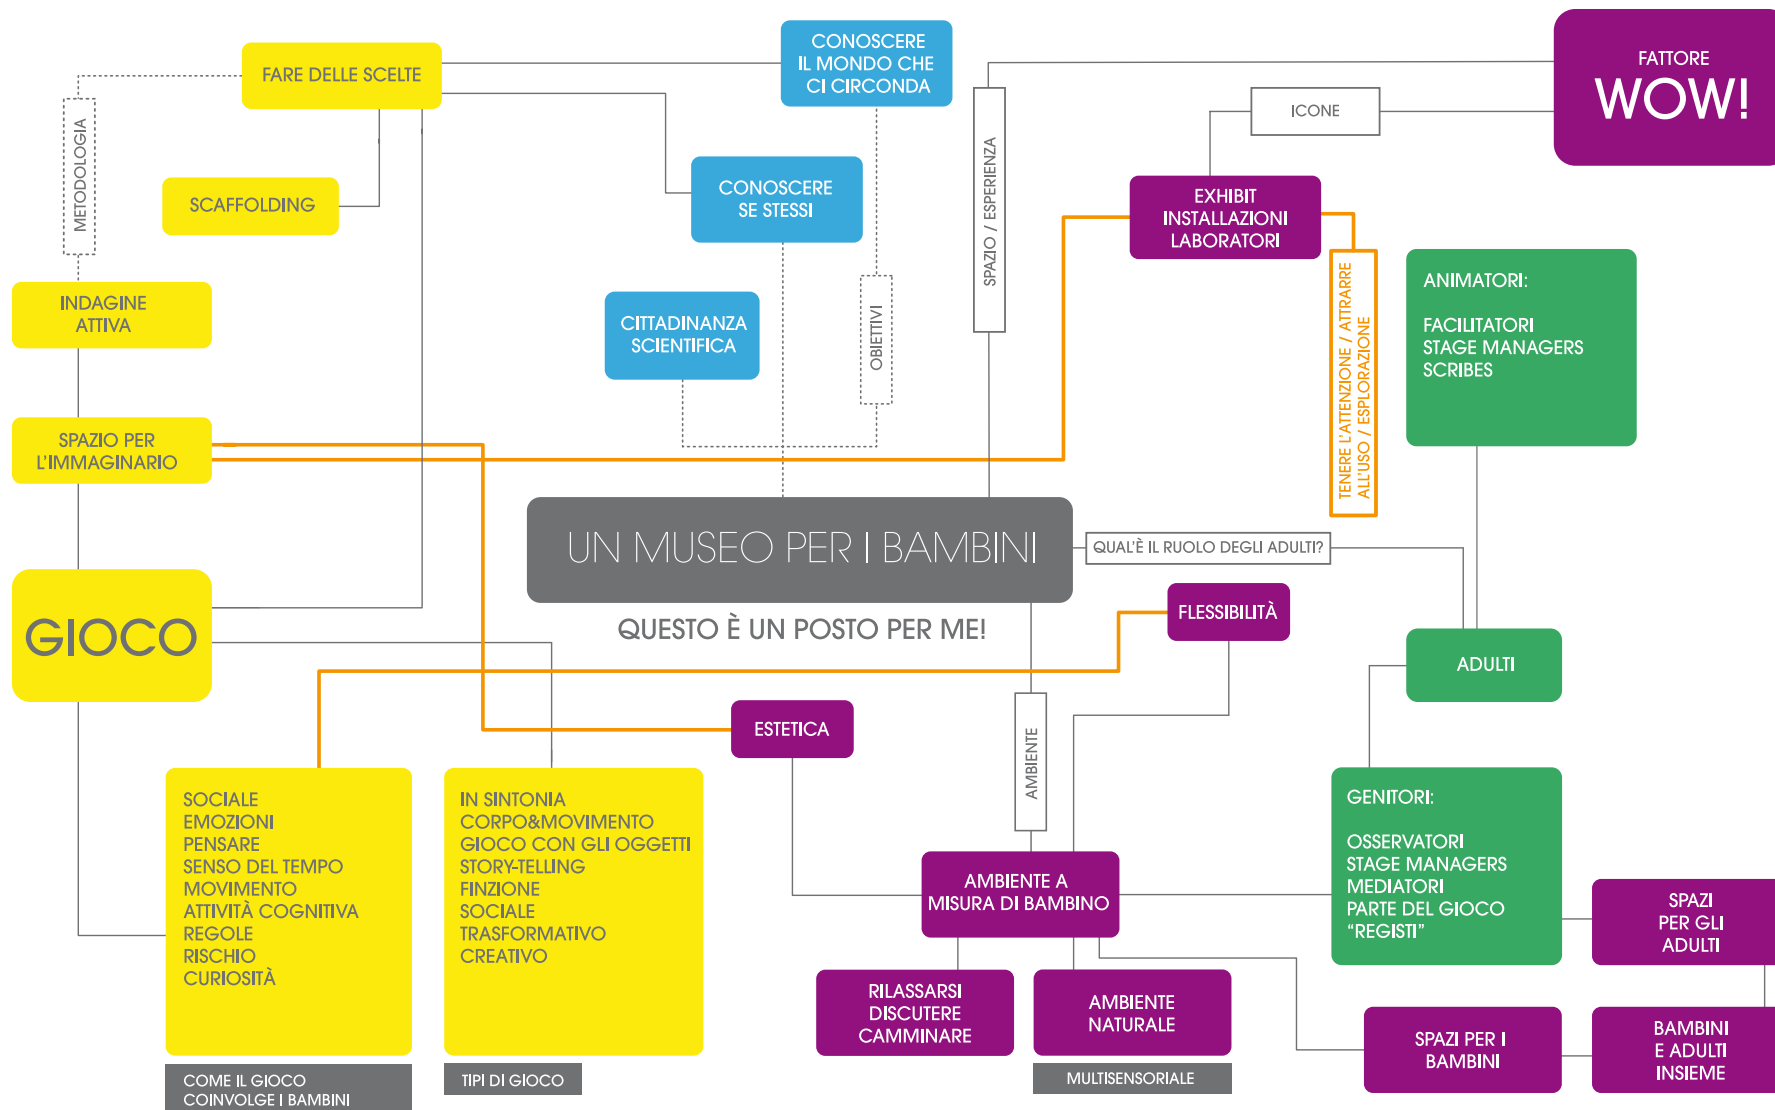 FARE DELLE SCELTE
CONOSCERE
IL MONDO CHE
CI CIRCONDA
FATTORE
WOW!
ICONE
METODOLOGIA
SCAFFOLDING
CONOSCERE
SE STESSI
SPAZIO / ESPERIENZA
EXHIBIT
INSTALLAZIONI
LABORATORI
INDAGINE
ATTIVA
CITTADINANZA
SCIENTIFICA
OBIETTIVI
TENERE L'ATTENZIONE / ATTRARRE
ALL'USO / ESPLORAZIONE
ANIMATORI:
FACILITATORI
STAGE MANAGERS
SCRIBES
SPAZIO PER
L'IMMAGINARIO
UN MUSEO PER I BAMBINI
QUAL'È IL RUOLO DEGLI ADULTI?
QUESTO È UN POSTO PER ME!
GIOCO
FLESSIBILITÀ
ADULTI
ESTETICA
AMBIENTE
SOCIALE
EMOZIONI
PENSARE
SENSO DEL TEMPO
MOVIMENTO
ATTIVITÀ COGNITIVA
REGOLE
RISCHIO
CURIOSITÀ
COME IL GIOCO
COINVOLGE I BAMBINI
IN SINTONIA
CORPO&MOVIMENTO
GIOCO CON GLI OGGETTI
STORY-TELLING
FINZIONE
SOCIALE
TRASFORMATIVO
CREATIVO
TIPI DI GIOCO
AMBIENTE A
MISURA DI BAMBINO
RILASSARSI
DISCUTERE
CAMMINARE
AMBIENTE
NATURALE
MULTISENSORIALE
GENITORI:
OSSERVATORI
STAGE MANAGERS
MEDIATORI
PARTE DEL GIOCO
“REGISTI”
SPAZI
PER GLI
ADULTI
SPAZI PER I
BAMBINI
BAMBINI
E ADULTI
INSIEME